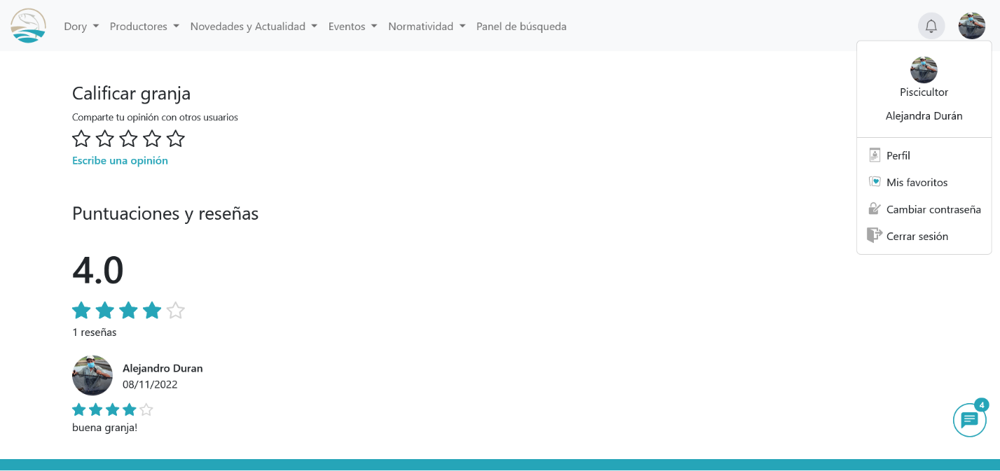 Dory Productores Novedades y Actualidad Eventos Normatividad Panel de búsqueda
Piscicultor
Alejandra Durán
Perfil
Mis favoritos
Cambiar contraseña
Cerrar sesión
Calificar granja
Comparte tu opinión con otros usuarios
Escribe una opinión
Puntuaciones y reseñas
4.0
1 reseñas
Alejandro Duran
08/11/2022
buena granja!
4